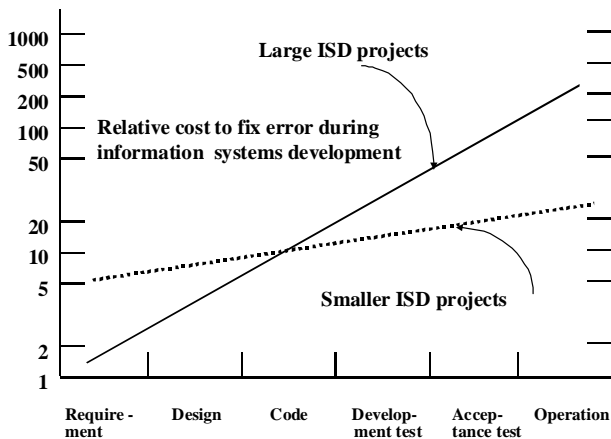 1000
500
200
100
50
20
10
5
2
1
Large ISD projects
Relative cost to fix error during
information systems development
Smaller ISD projects
Require -
ment
Design
Code
Develop-
ment test
Accep-
tance test
Operation